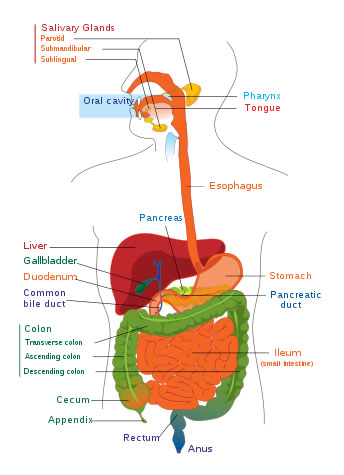 Salivary Glands
Parotid
Submandibular
Sublingual
Oral cavity
Pharynx
Tongue
Esophagus
Pancreas
Liver
Gallbladder
Duodenum
Common
bile duct
Stomach
Pancreatic
duct
Colon
Transverse colon
Ascending colon
Descending colon
Ileum
(small intestine)
Cecum
Appendix
Rectum
Anus